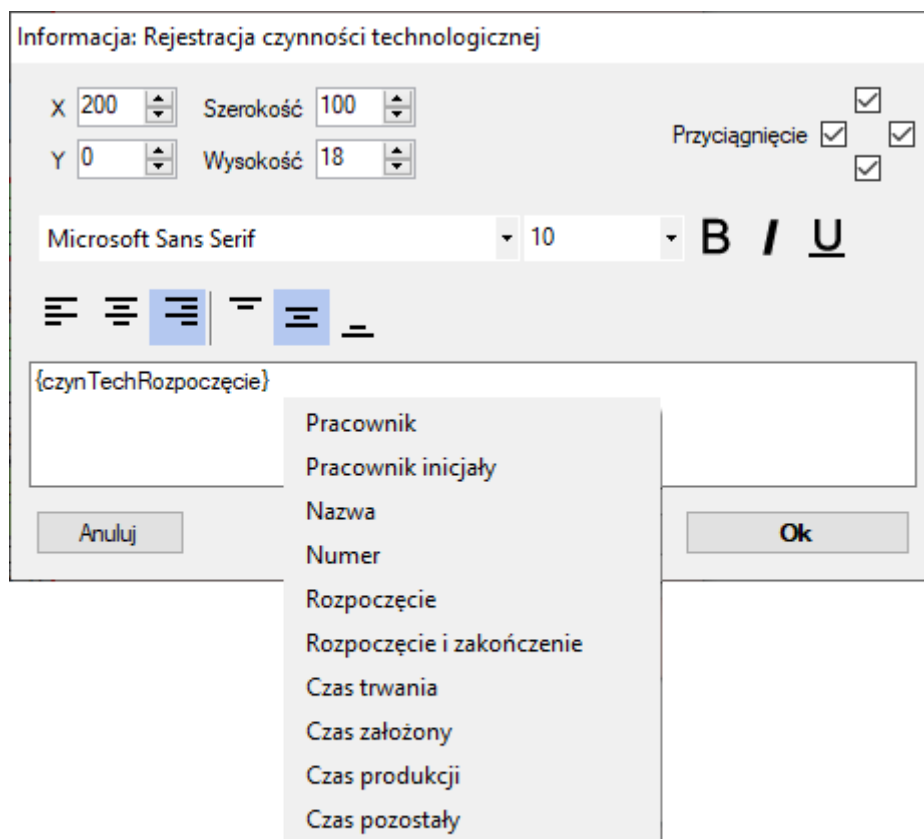 Informacja: Rejestracja czynności technologicznej
X 200 Szerokość 100
Przyciągnięcie
Y 0 Wysokość 18
Microsoft Sans Serif 10 B I U
{czynTechRozpoczęcie}
Pracownik
Pracownik inicjały
Nazwa
Anuluj
Ok
Numer
Rozpoczęcie
Rozpoczęcie i zakończenie
Czas trwania
Czas założony
Czas produkcji
Czas pozostały